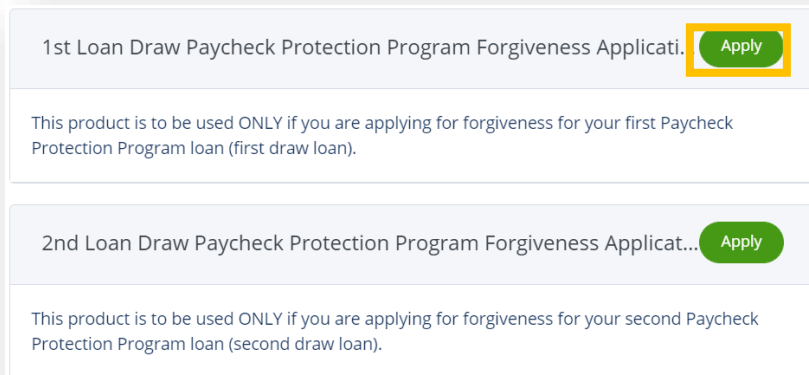 1st Loan Draw Paycheck Protection Program Forgiveness Applicati... Apply
This product is to be used ONLY if you are applying for forgiveness for your first Paycheck
Protection Program loan (first draw loan).
2nd Loan Draw Paycheck Protection Program Forgiveness Applicat... Apply
This product is to be used ONLY if you are applying for forgiveness for your second Paycheck
Protection Program loan (second draw loan).